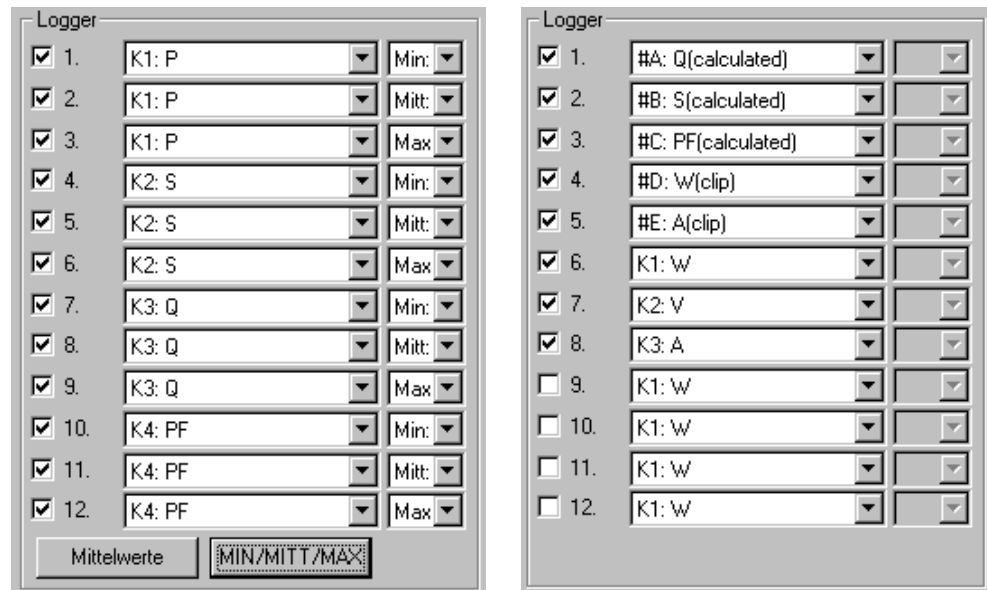 Logger
1. K1: P Min:
2. K1: P Mitt:
3. K1: P Max
4. K2: S Min:
5. K2: S Mitt:
6. K2: S Max
7. K3: Q Min:
8. K3: Q Mitt:
9. K3: Q Max
10. K4: PF Min:
11. K4: PF Mitt:
12. K4: PF Max
Mittelwerte MIN/MITT/MAX
Logger
1. #A: Q(calculated)
2. #B: S(calculated)
3. #C: PF(calculated)
4. #D: W(clip)
5. #E: A(clip)
6. K1: W
7. K2: V
8. K3: A
9. K1: W
10. K1: W
11. K1: W
12. K1: W